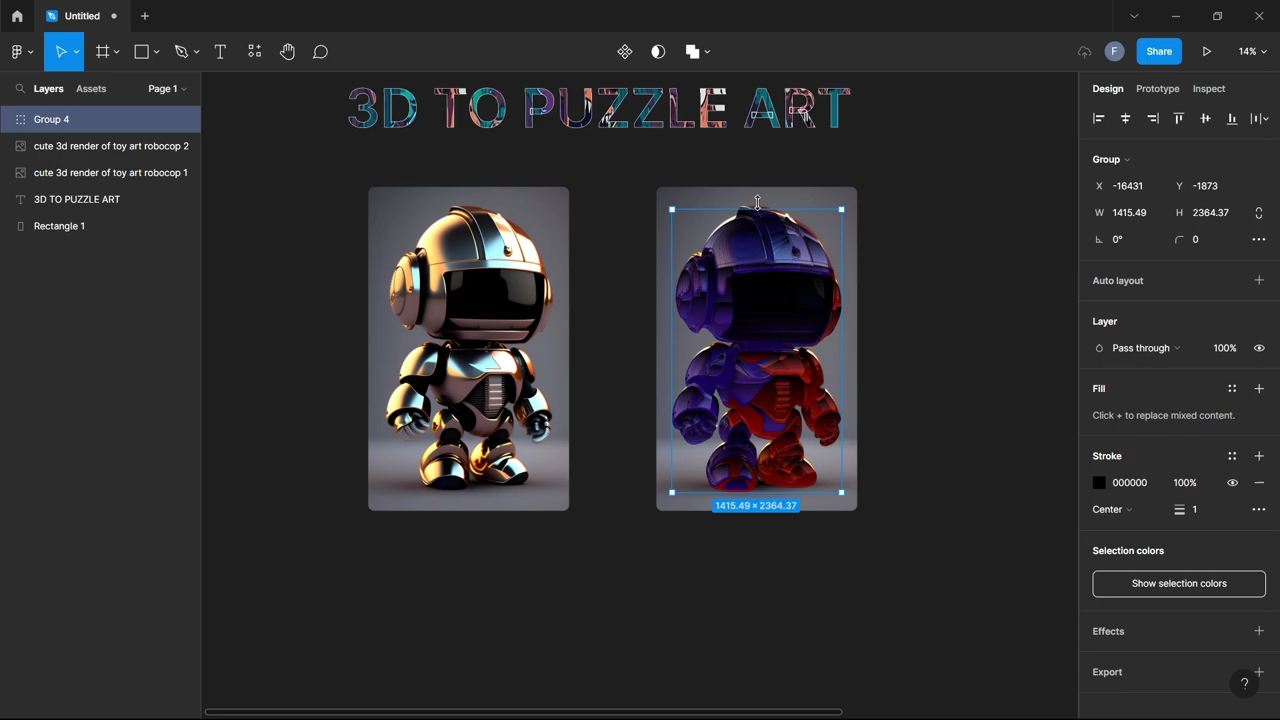 Untitled
Share
F
14%
Layers
Assets
Page 1
Group 4
cute 3d render of toy art robocop 2
cute 3d render of toy art robocop 1
3D TO PUZZLE ART
Rectangle 1
3D TO PUZZLE ART
1415.49 × 2364.37
Design
Prototype
Inspect
Group
X -16431 Y -1873
W 1415.49 H 2364.37
0° 0
Auto layout
Layer
Pass through 100%
Fill
Click + to replace mixed content.
Stroke
000000 100%
Center 1
Selection colors
Show selection colors
Effects
Export
?